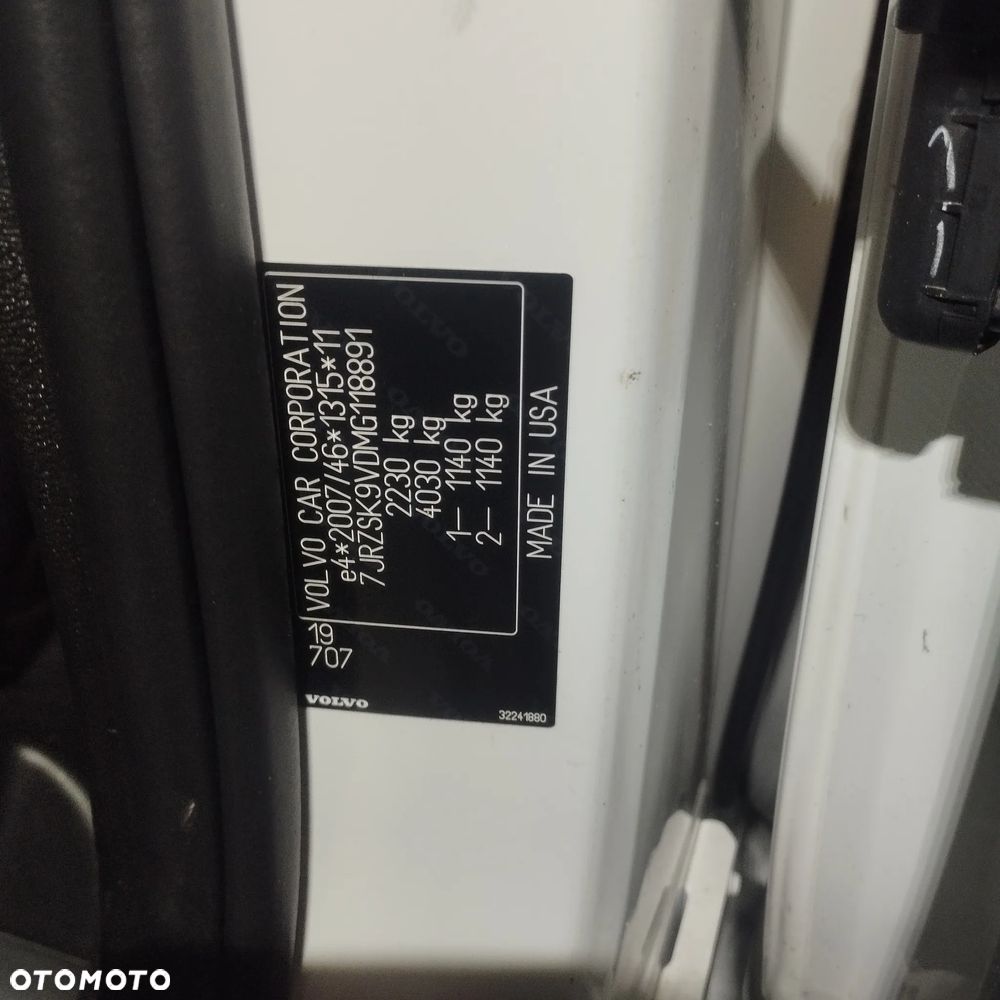 VOLVO CAR CORPORATION
e4*2007/46*1315*11
7JRZSK9VDMG118891
2230 kg
4030 kg
1– 1140 kg
2– 1140 kg
MADE IN USA
19
707
VOLVO
32241880
OTOMOTO